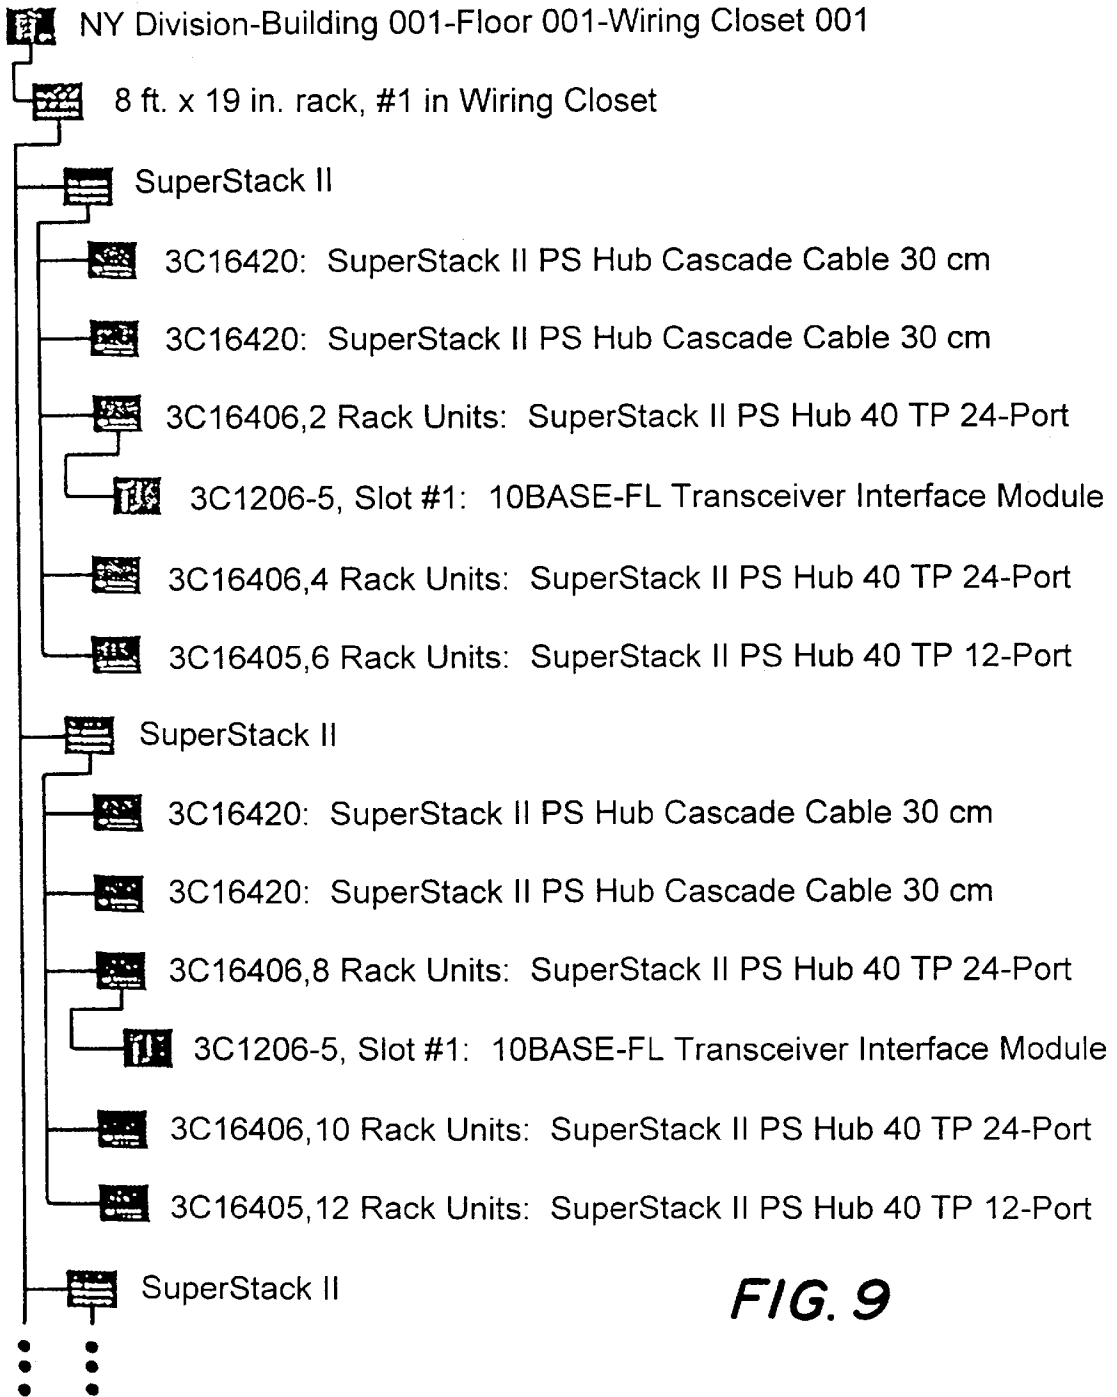 NY Division-Building 001-Floor 001-Wiring Closet 001
8 ft. x 19 in. rack, #1 in Wiring Closet
SuperStack II
3C16420: SuperStack II PS Hub Cascade Cable 30 cm
3C16420: SuperStack II PS Hub Cascade Cable 30 cm
3C16406,2 Rack Units: SuperStack II PS Hub 40 TP 24-Port
3C1206-5, Slot #1: 10BASE-FL Transceiver Interface Module
3C16406,4 Rack Units: SuperStack II PS Hub 40 TP 24-Port
3C16405,6 Rack Units: SuperStack II PS Hub 40 TP 12-Port
SuperStack II
3C16420: SuperStack II PS Hub Cascade Cable 30 cm
3C16420: SuperStack II PS Hub Cascade Cable 30 cm
3C16406,8 Rack Units: SuperStack II PS Hub 40 TP 24-Port
3C1206-5, Slot #1: 10BASE-FL Transceiver Interface Module
3C16406,10 Rack Units: SuperStack II PS Hub 40 TP 24-Port
3C16405,12 Rack Units: SuperStack II PS Hub 40 TP 12-Port
SuperStack II
FIG. 9